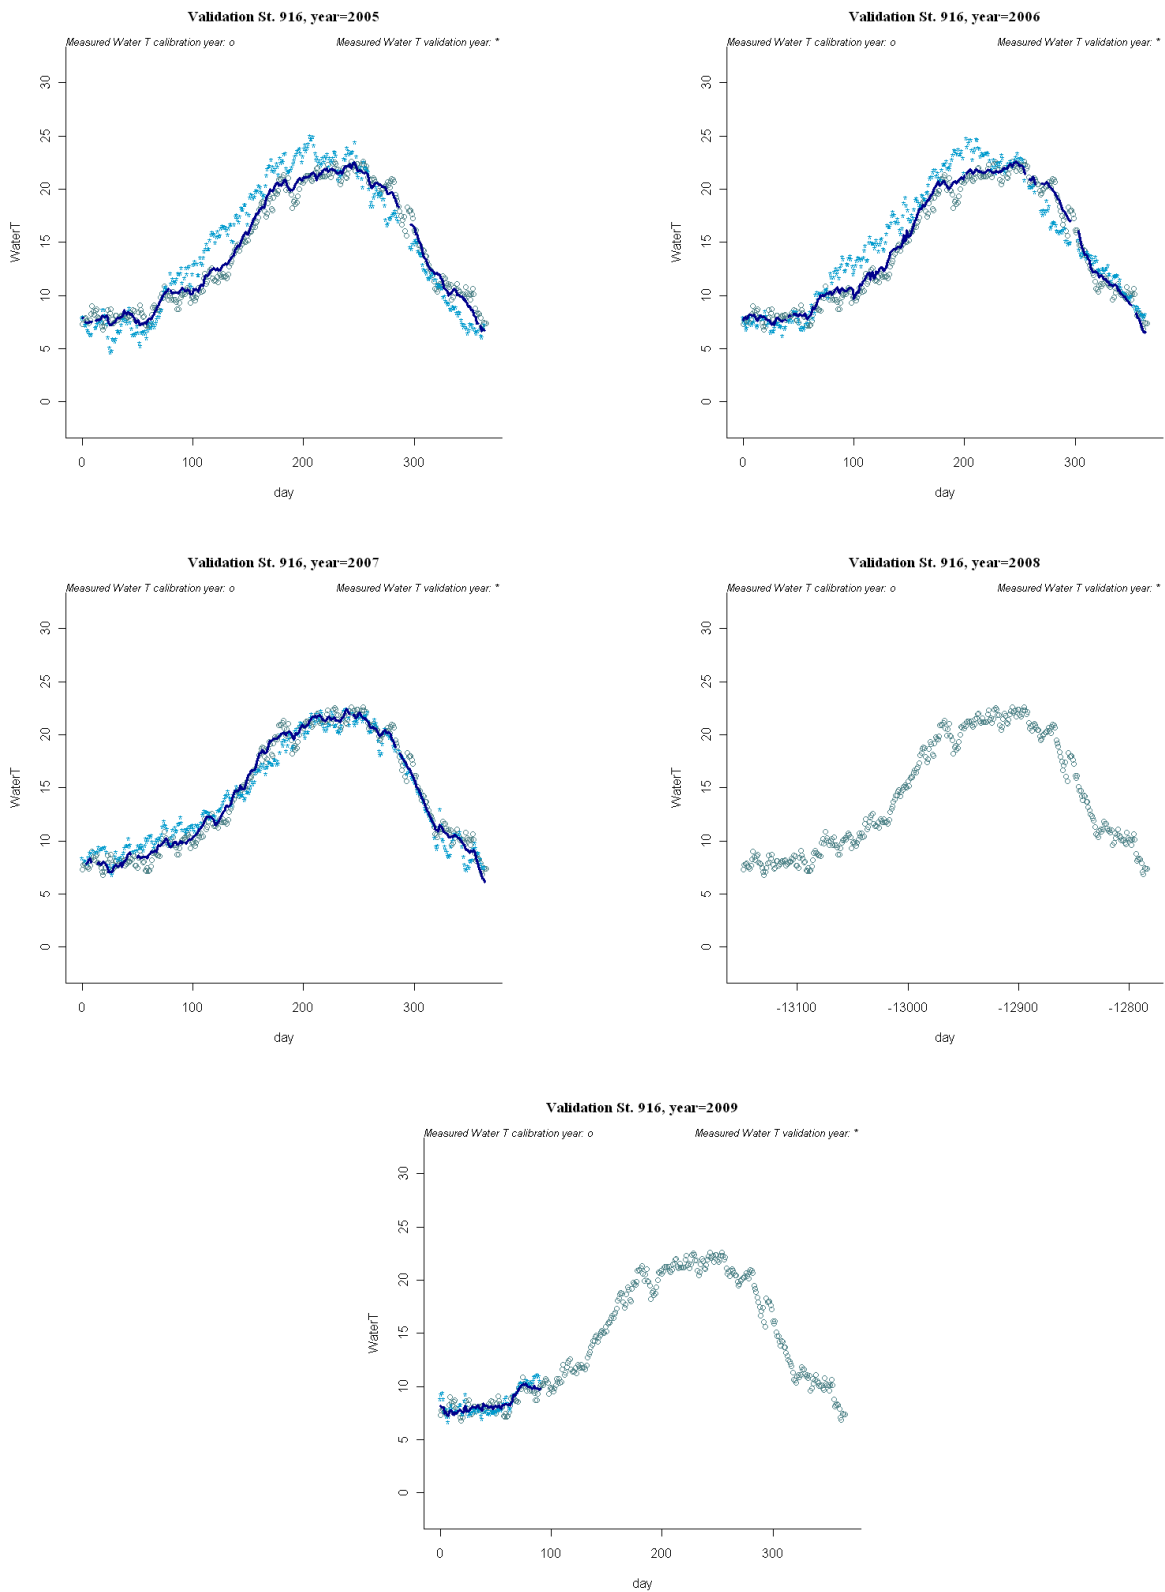 Validation St. 916, year=2005
Measured Water T calibration year: o Measured Water T validation year: *
30
25
20
15
10
5
0
WaterT
0 100 200 300
day
Validation St. 916, year=2006
Measured Water T calibration year: o Measured Water T validation year: *
30
25
20
15
10
5
0
WaterT
0 100 200 300
day
Validation St. 916, year=2007
Measured Water T calibration year: o Measured Water T validation year: *
30
25
20
15
10
5
0
WaterT
0 100 200 300
day
Validation St. 916, year=2008
Measured Water T calibration year: o Measured Water T validation year: *
30
25
20
15
10
5
0
WaterT
-13100 -13000 -12900 -12800
day
Validation St. 916, year=2009
Measured Water T calibration year: o Measured Water T validation year: *
30
25
20
15
10
5
0
WaterT
0 100 200 300
day